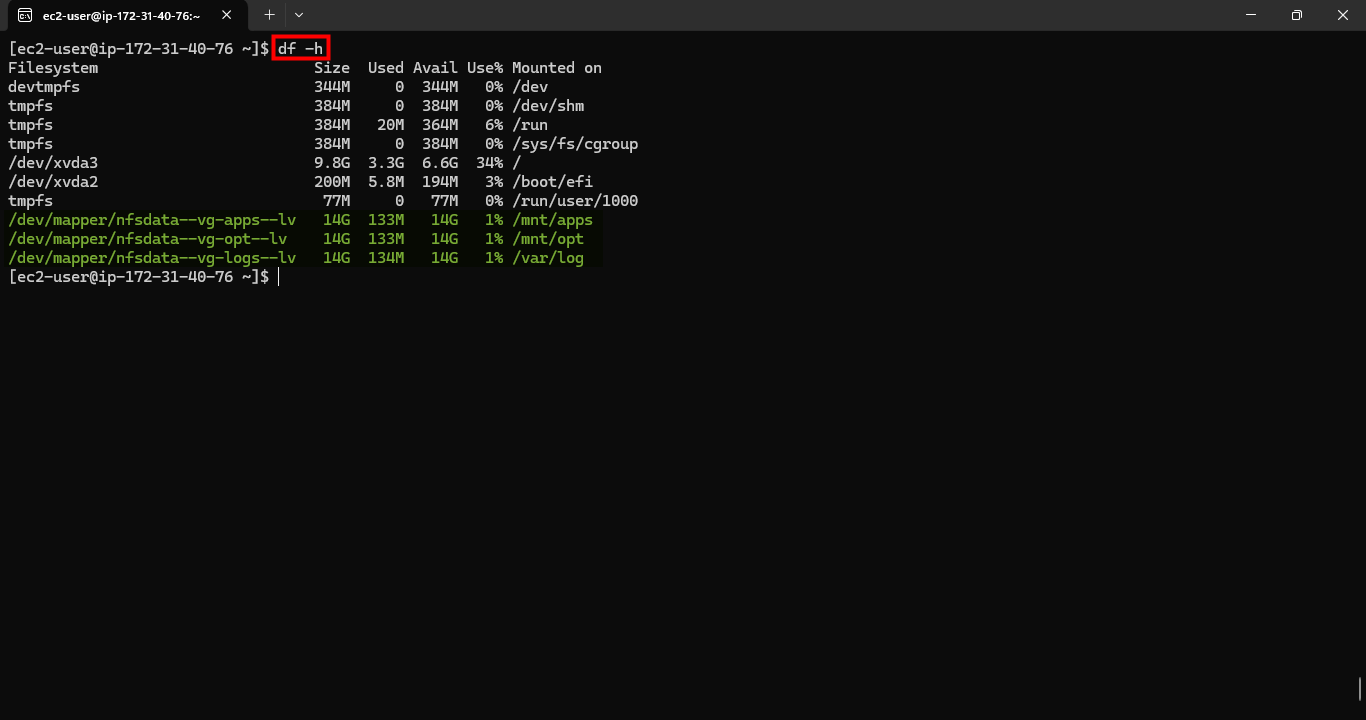 ec2-user@ip-172-31-40-76:~
[ec2-user@ip-172-31-40-76 ~]$ df -h
Filesystem                        Size  Used Avail Use% Mounted on
devtmpfs                          344M     0  344M   0% /dev
tmpfs                             384M     0  384M   0% /dev/shm
tmpfs                             384M   20M  364M   6% /run
tmpfs                             384M     0  384M   0% /sys/fs/cgroup
/dev/xvda3                        9.8G  3.3G  6.6G  34% /
/dev/xvda2                        200M  5.8M  194M   3% /boot/efi
tmpfs                              77M     0   77M   0% /run/user/1000
/dev/mapper/nfsdata--vg-apps--lv   14G  133M   14G   1% /mnt/apps
/dev/mapper/nfsdata--vg-opt--lv    14G  133M   14G   1% /mnt/opt
/dev/mapper/nfsdata--vg-logs--lv   14G  134M   14G   1% /var/log
[ec2-user@ip-172-31-40-76 ~]$